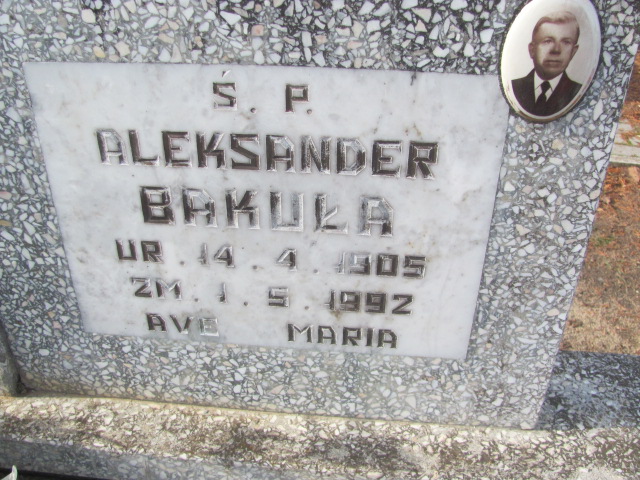 Ś. P.
ALEKSANDER
BAKUŁA
UR. 14. 4. 1905
ZM. 1. 5. 1992
AVE MARIA